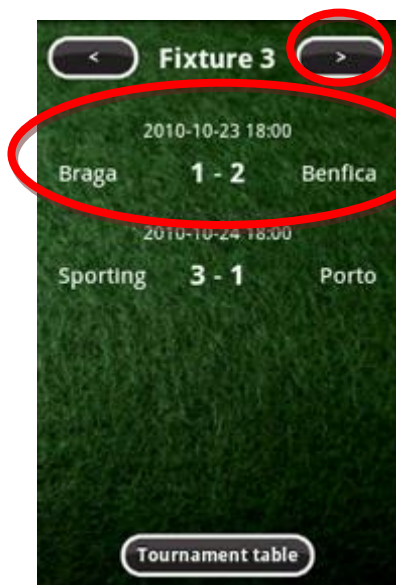 < Fixture 3 >
2010-10-23 18:00
Braga 1 - 2 Benfica
2010-10-24 18:00
Sporting 3 - 1 Porto
Tournament table